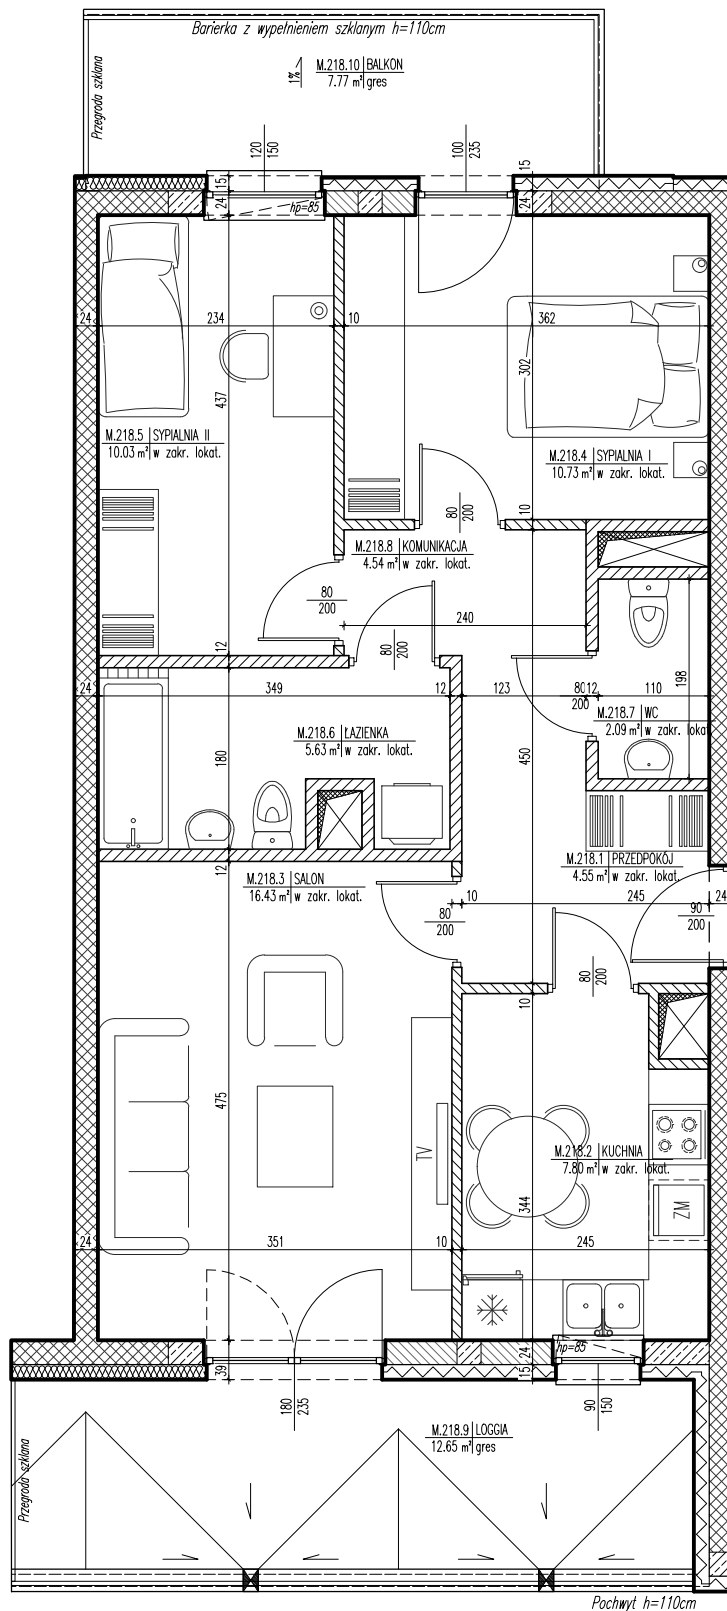 Barierka z wypełnieniem szklanym h=110cm
Przegroda szklana
1%
M.218.10 BALKON
7.77 m² gres
120
150
100
235
15
15
24
hp=85
24
24
234
10
362
302
437
M.218.5 SYPIALNIA II
10.03 m² w zakr. lokat.
M.218.4 SYPIALNIA I
10.73 m² w zakr. lokat.
80
200
10
M.218.8 KOMUNIKACJA
4.54 m² w zakr. lokat.
80
200
240
12
80
200
198
24
349
12
123
80
200
12
110
M.218.7 WC
2.09 m² w zakr. lokat.
M.218.6 ŁAZIENKA
5.63 m² w zakr. lokat.
180
450
12
M.218.1 PRZEDPOKÓJ
4.55 m² w zakr. lokat.
M.218.3 SALON
16.43 m² w zakr. lokat.
10
245
24
80
200
90
200
80
200
10
475
TV
M.218.2 KUCHNIA
7.80 m² w zakr. lokat.
344
ZM
24
351
10
245
39
24
15
hp=85
180
235
90
150
M.218.9 LOGGIA
12.65 m² gres
Przegroda szklana
Pochwyt h=110cm